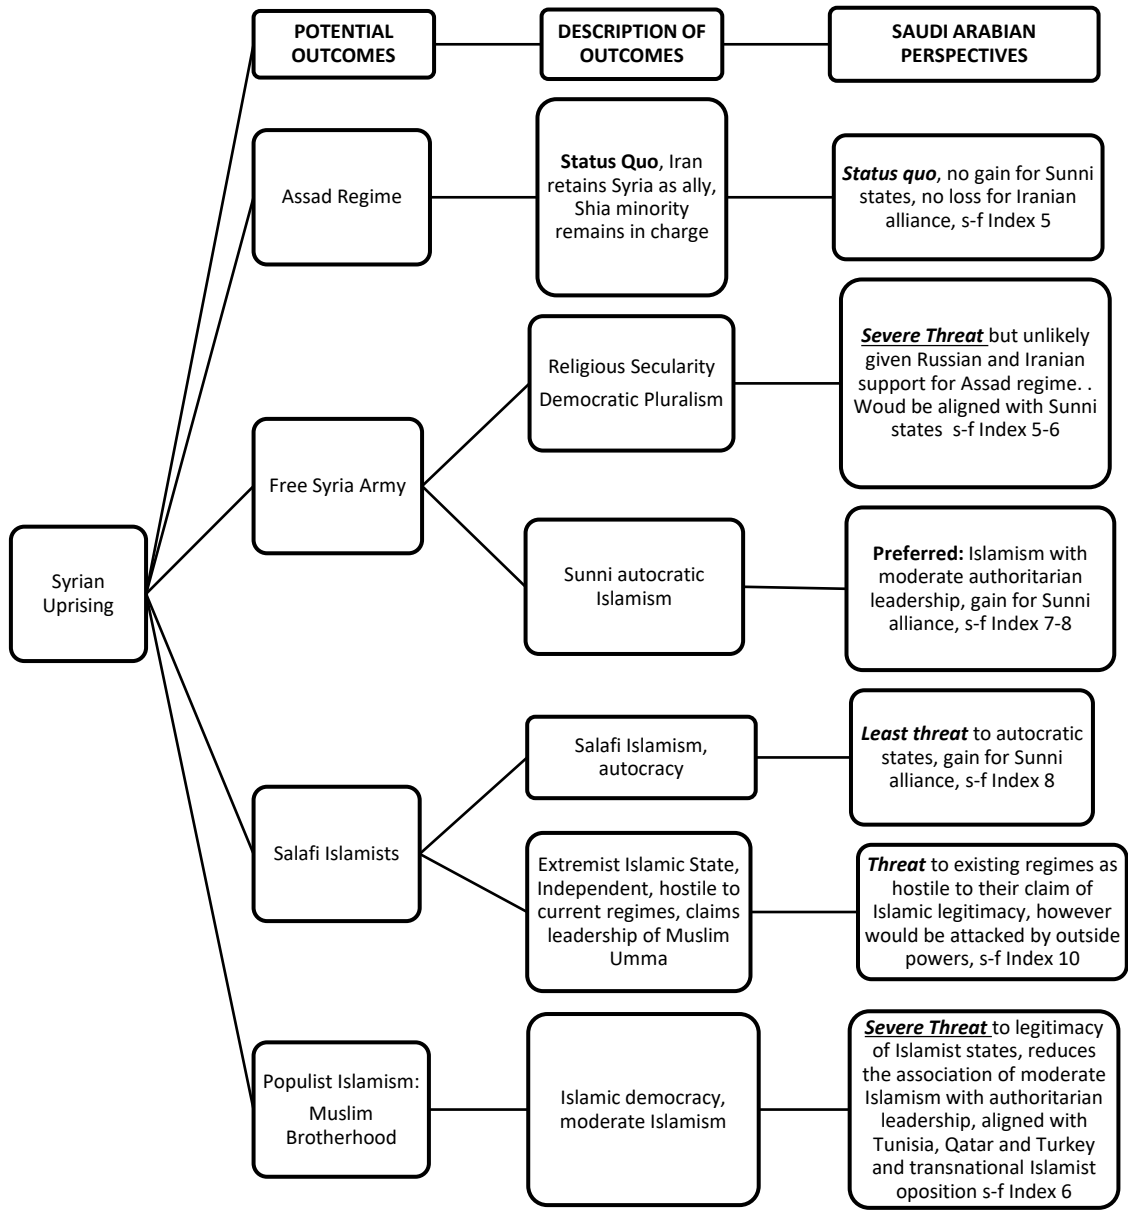 POTENTIAL
OUTCOMES
DESCRIPTION OF
OUTCOMES
SAUDI ARABIAN
PERSPECTIVES
Assad Regime
Status Quo, Iran
retains Syria as ally,
Shia minority
remains in charge
Status quo, no gain for Sunni
states, no loss for Iranian
alliance, s-f Index 5
Syrian
Uprising
Free Syria Army
Religious Secularity
Democratic Pluralism
Severe Threat but unlikely
given Russian and Iranian
support for Assad regime. .
Woud be aligned with Sunni
states s-f Index 5-6
Sunni autocratic
Islamism
Preferred: Islamism with
moderate authoritarian
leadership, gain for Sunni
alliance, s-f Index 7-8
Salafi Islamists
Salafi Islamism,
autocracy
Least threat to autocratic
states, gain for Sunni
alliance, s-f Index 8
Extremist Islamic State,
Independent, hostile to
current regimes, claims
leadership of Muslim
Umma
Threat to existing regimes as
hostile to their claim of
Islamic legitimacy, however
would be attacked by outside
powers, s-f Index 10
Populist Islamism:
Muslim
Brotherhood
Islamic democracy,
moderate Islamism
Severe Threat to legitimacy
of Islamist states, reduces
the association of moderate
Islamism with authoritarian
leadership, aligned with
Tunisia, Qatar and Turkey
and transnational Islamist
oposition s-f Index 6